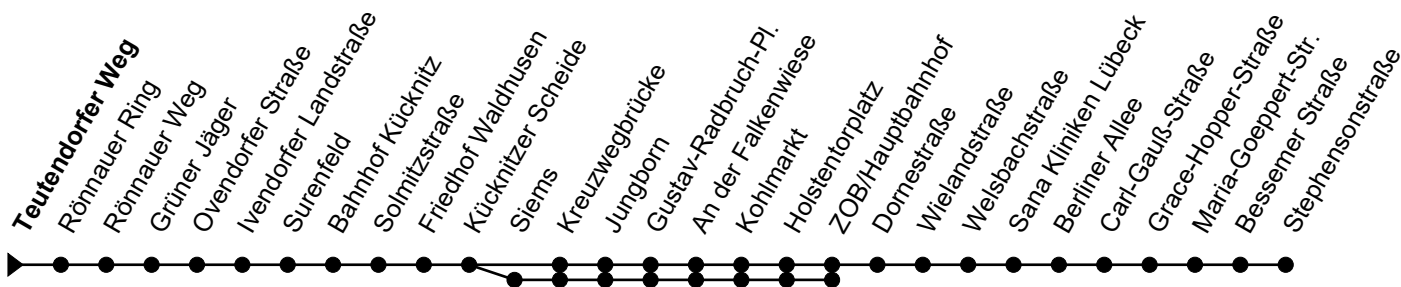 Teutendorfer Weg
Rönnauer Ring
Rönnauer Weg
Grüner Jäger
Ovendorfer Straße
Ivendorfer Landstraße
Surenfeld
Bahnhof Kücknitz
Solmitzstraße
Friedhof Waldhusen
Kücknitzer Scheide
Siems
Kreuzwegbrücke
Jungborn
Gustav-Radbruch-Pl.
An der Falkenwiese
Kohlmarkt
Holstentorplatz
ZOB/Hauptbahnhof
Dornestraße
Wielandstraße
Welsbachstraße
Sana Kliniken Lübeck
Berliner Allee
Carl-Gauß-Straße
Grace-Hopper-Straße
Maria-Goeppert-Str.
Bessemer Straße
Stephensonstraße